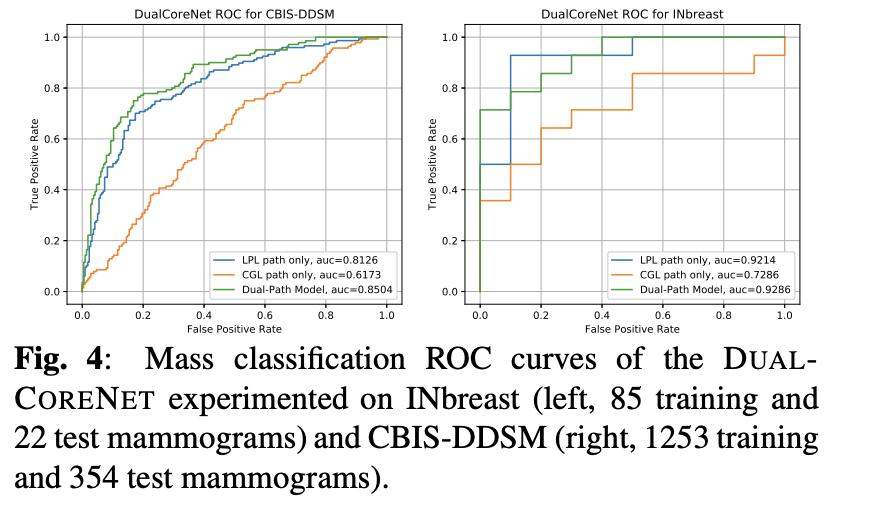 DualCoreNet ROC for CBIS-DDSM
1.0
0.8
0.6
0.4
0.2
0.0
True Positive Rate
0.0 0.2 0.4 0.6 0.8 1.0
False Positive Rate
LPL path only, auc=0.8126
CGL path only, auc=0.6173
Dual-Path Model, auc=0.8504
DualCoreNet ROC for INbreast
1.0
0.8
0.6
0.4
0.2
0.0
True Positive Rate
0.0 0.2 0.4 0.6 0.8 1.0
False Positive Rate
LPL path only, auc=0.9214
CGL path only, auc=0.7286
Dual-Path Model, auc=0.9286
Fig. 4: Mass classification ROC curves of the DUAL-
CORENET experimented on INbreast (left, 85 training and
22 test mammograms) and CBIS-DDSM (right, 1253 training
and 354 test mammograms).